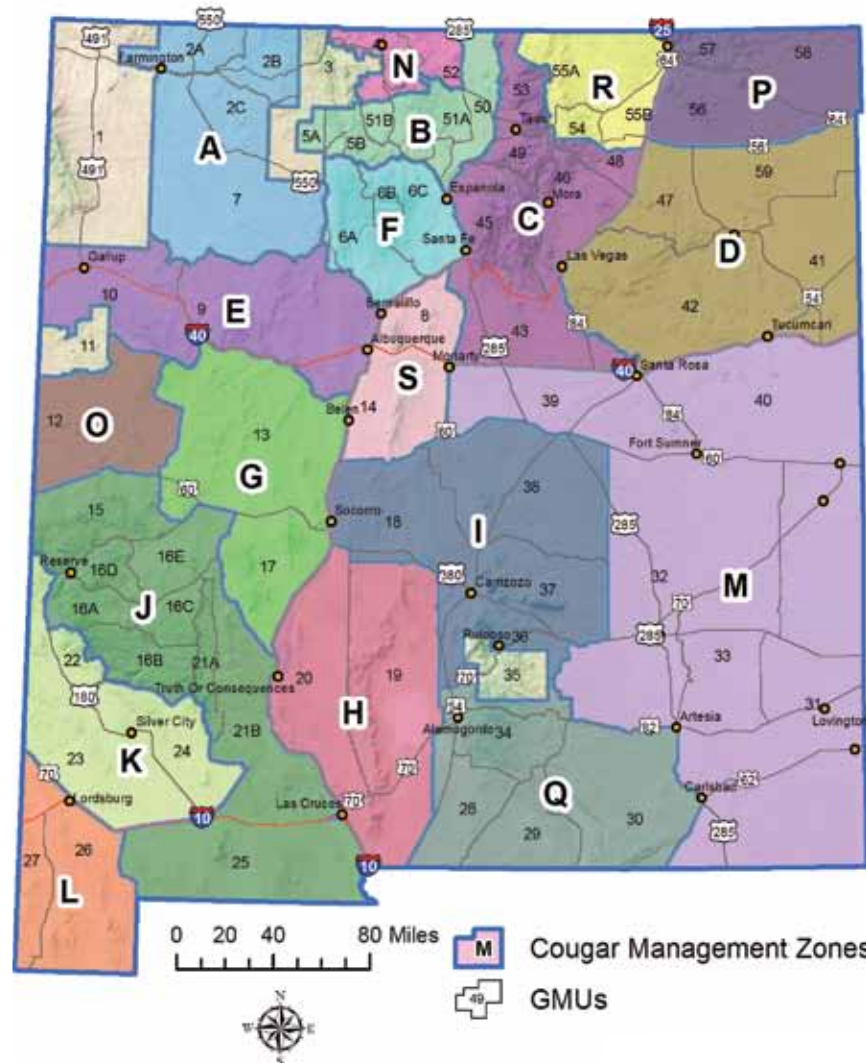 550
491
285
25
2A
4
N
52
57
58
64
Farmington
2B
3
55A
R
P
53
2C
50
56
55B
1
A
5A
5B
51B
51A
B
54
64
56
49
48
59
491
550
7
6B
6C
Espanola
46
Mora
47
F
45
C
D
6A
Santa Fe
Las Vegas
41
Gallup
10
9
E
Bernalillo
8
42
54
43
84
Tucumcari
11
40
Albuquerque
285
Moriarty
S
40
Santa Rosa
O
39
40
12
Belen
14
84
13
60
Fort Sumner
60
G
60
38
15
Socorro
18
I
285
16E
Reserve
16D
17
380
Carrizozo
37
32
M
16A
J
16C
70
Ruidoso
36
285
22
16B
21A
20
19
70
35
33
Truth Or Consequences
180
H
54
31
Silver City
21B
Alamogordo
34
82
Artesia
Lovington
K
23
24
70
62
70
Lordsburg
Las Cruces
70
28
Q
Carlsbad
10
29
30
27
26
25
10
285
L
0 20 40 80 Miles
M Cougar Management Zones
49 GMUs
N
W E
S